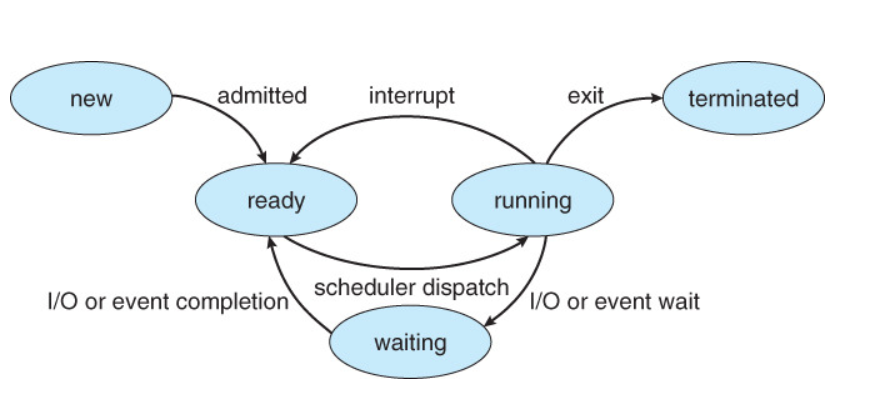 new
admitted
interrupt
exit
terminated
ready
running
scheduler dispatch
I/O or event completion
I/O or event wait
waiting